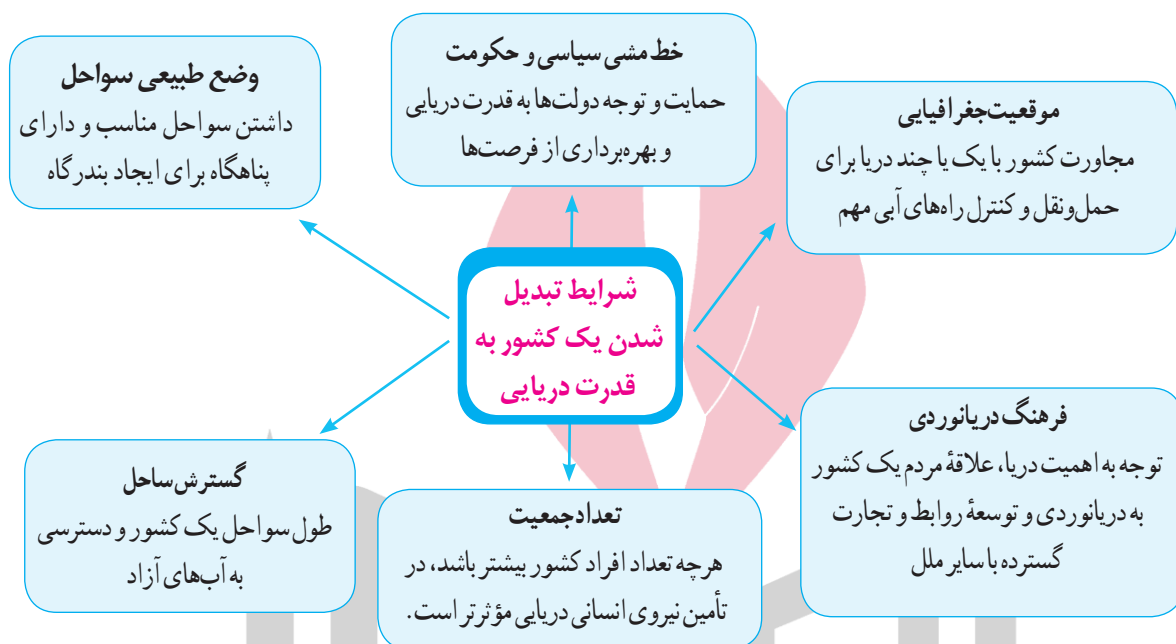 خط مشی سیاسی و حکومت
حمایت و توجه دولت‌ها به قدرت دریایی
و بهره‌برداری از فرصت‌ها
موقعیت جغرافیایی
مجاورت کشور با یک یا چند دریا برای
حمل‌ونقل و کنترل راه‌های آبی مهم
وضع طبیعی سواحل
داشتن سواحل مناسب و دارای
پناهگاه برای ایجاد بندرگاه
شرایط تبدیل
شدن یک کشور به
قدرت دریایی
فرهنگ دریانوردی
توجه به اهمیت دریا، علاقهٔ مردم یک کشور
به دریانوردی و توسعهٔ روابط و تجارت
گسترده با سایر ملل
تعداد جمعیت
هرچه تعداد افراد کشور بیشتر باشد، در
تأمین نیروی انسانی دریایی مؤثرتر است.
گسترش ساحل
طول سواحل یک کشور و دسترسی
به آب‌های آزاد